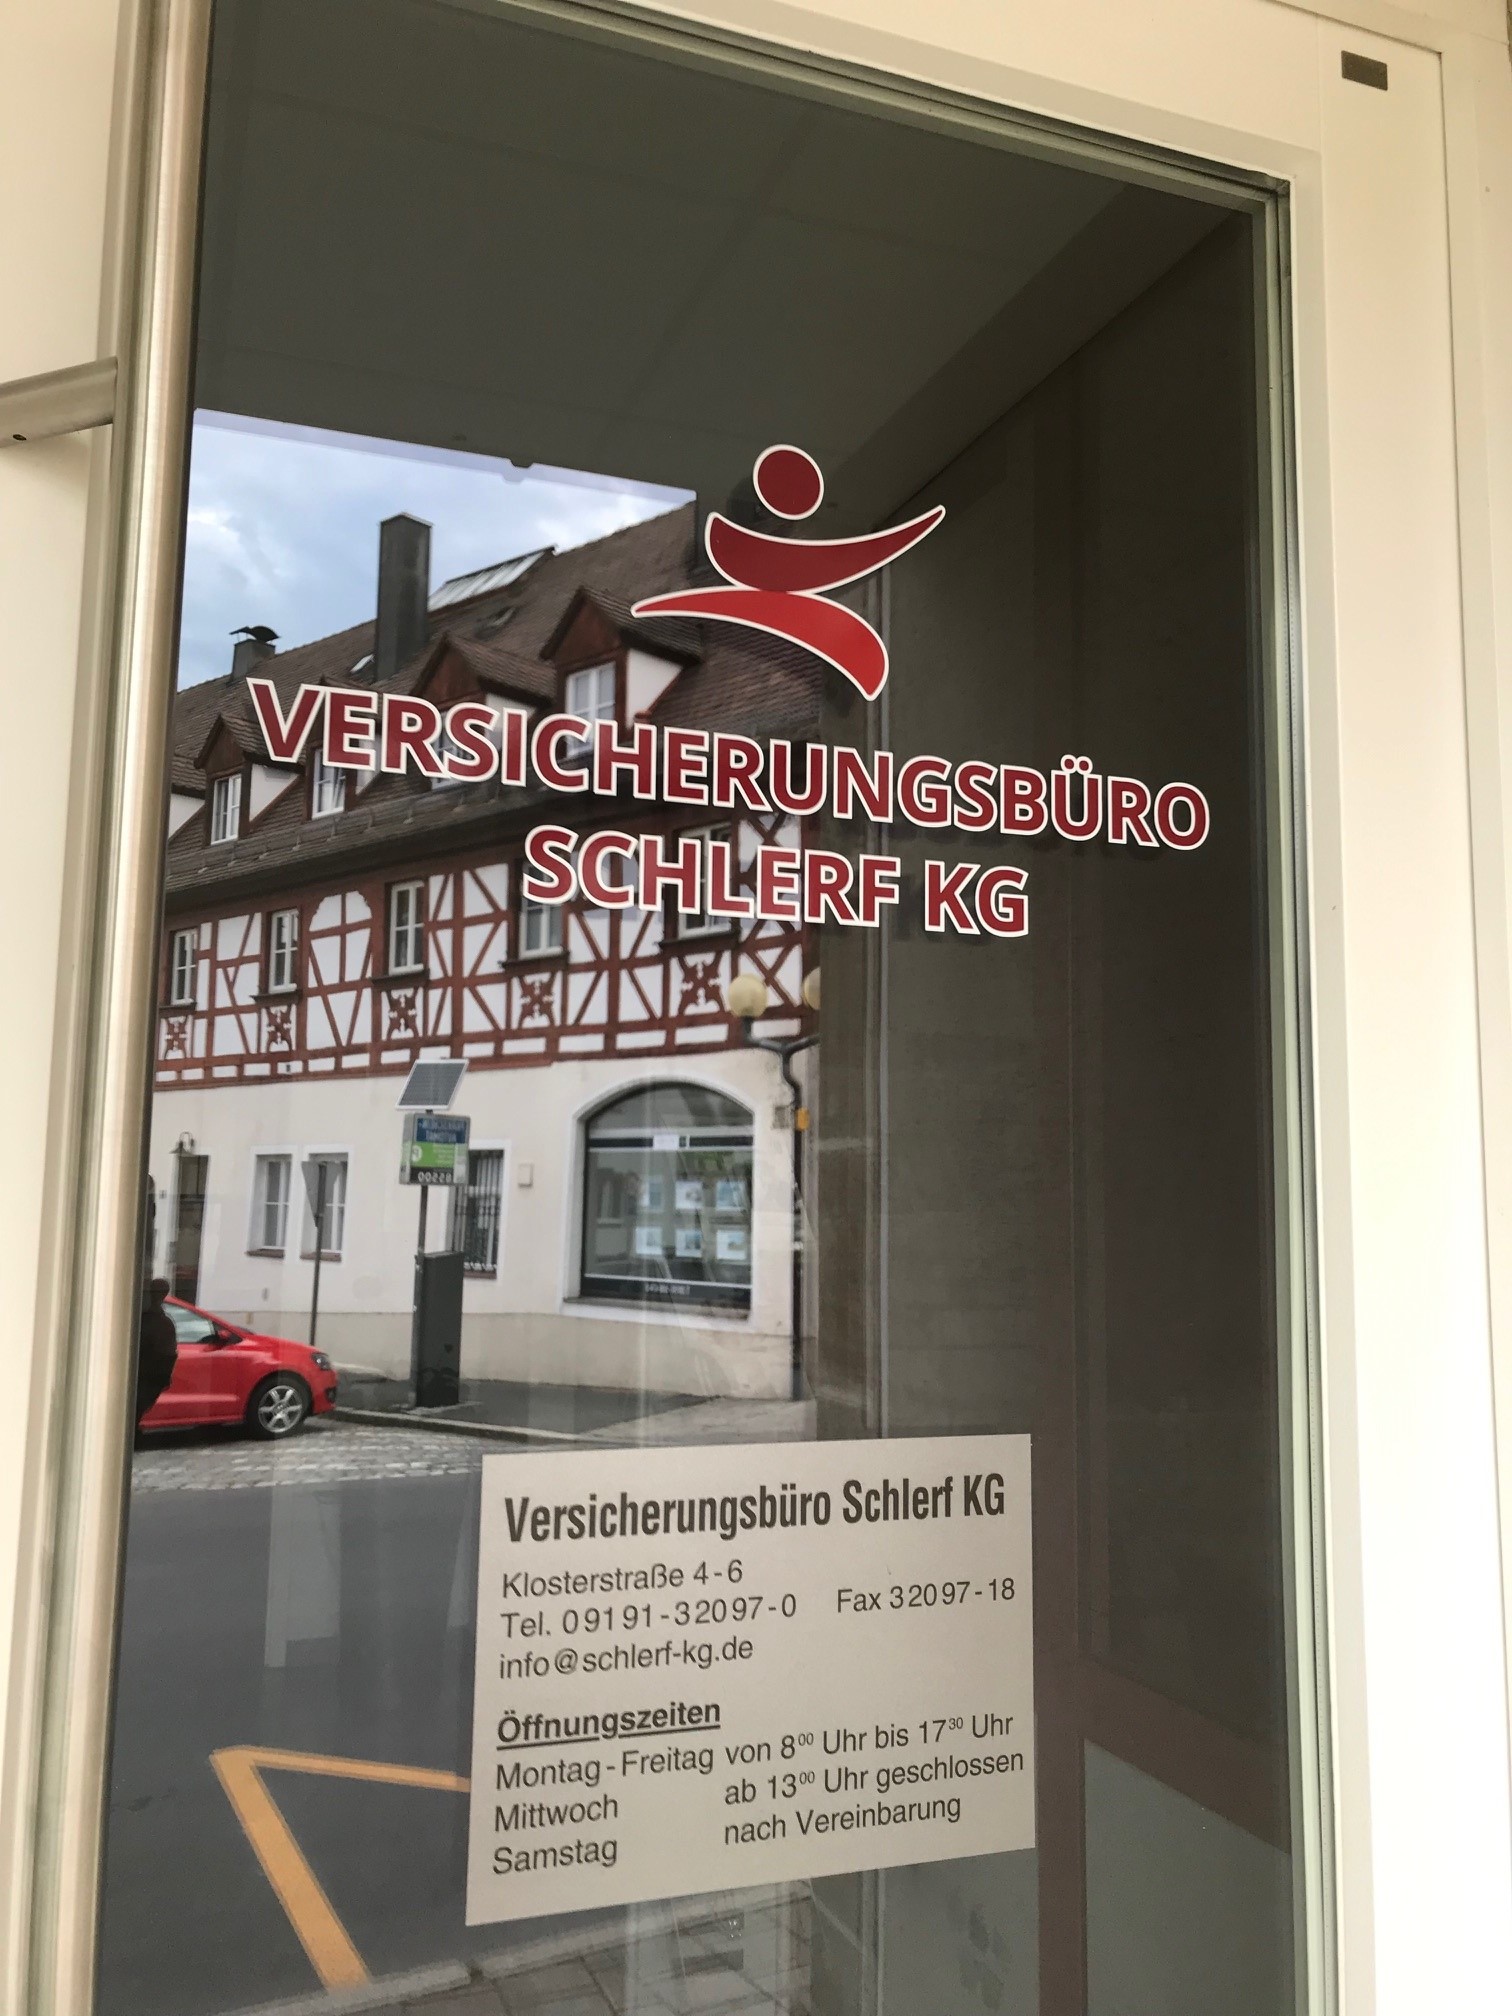 VERSICHERUNGSBÜRO
SCHLERF KG
Versicherungsbüro Schlerf KG
Klosterstraße 4-6
Tel. 09191-32097-0 Fax 32097-18
info@schlerf-kg.de
Öffnungszeiten
Montag-Freitag von 8⁰⁰ Uhr bis 17³⁰ Uhr
Mittwoch ab 13⁰⁰ Uhr geschlossen
Samstag nach Vereinbarung